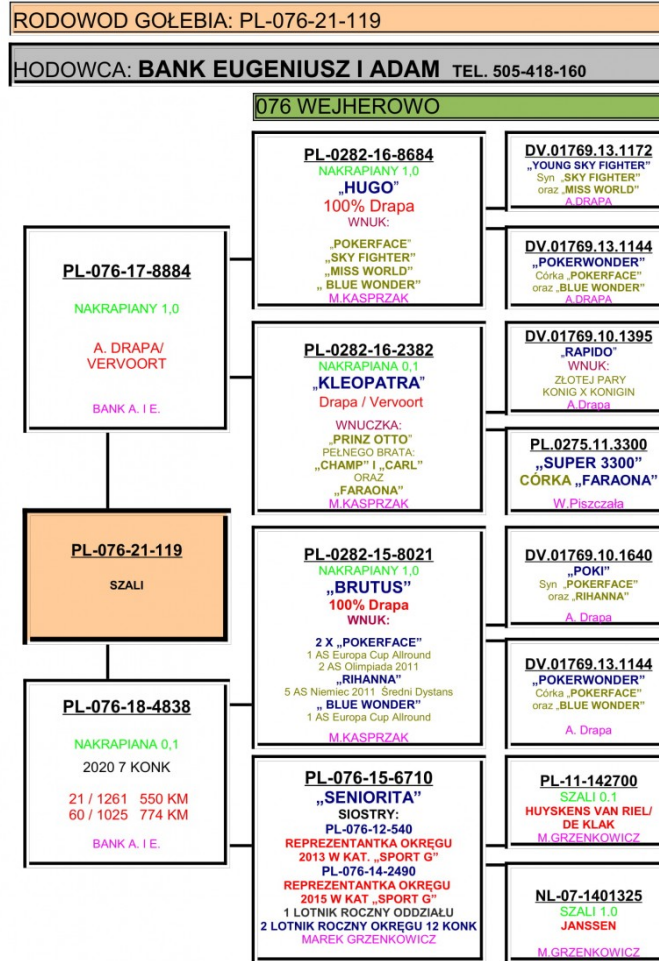 RODOWOD GOŁEBIA: PL-076-21-119
HODOWCA: BANK EUGENIUSZ I ADAM TEL. 505-418-160
076 WEJHEROWO
PL-076-17-8884
NAKRAPIANY 1,0
A. DRAPA/
VERVOORT
BANK A. I E.
PL-076-21-119
SZALI
PL-076-18-4838
NAKRAPIANA 0,1
2020 7 KONK
21 / 1261 550 KM
60 / 1025 774 KM
BANK A. I E.
PL-0282-16-8684
NAKRAPIANY 1,0
„HUGO”
100% Drapa
WNUK:
„POKERFACE”
„SKY FIGHTER”
„MISS WORLD”
„ BLUE WONDER”
M.KASPRZAK
PL-0282-16-2382
NAKRAPIANA 0,1
„KLEOPATRA”
Drapa / Vervoort
WNUCZKA:
„PRINZ OTTO”
PEŁNEGO BRATA:
„CHAMP” I „CARL”
ORAZ
„FARAONA”
M.KASPRZAK
PL-0282-15-8021
NAKRAPIANY 1,0
„BRUTUS”
100% Drapa
WNUK:
2 X „POKERFACE”
1 AS Europa Cup Allround
2 AS Olimpiada 2011
„RIHANNA”
5 AS Niemiec 2011 Średni Dystans
„ BLUE WONDER”
1 AS Europa Cup Allround
M.KASPRZAK
PL-076-15-6710
„SENIORITA”
SIOSTRY:
PL-076-12-540
REPREZENTANTKA OKRĘGU
2013 W KAT. „SPORT G”
PL-076-14-2490
REPREZENTANTKA OKRĘGU
2015 W KAT „SPORT G”
1 LOTNIK ROCZNY ODDZIAŁU
2 LOTNIK ROCZNY OKRĘGU 12 KONK
MAREK GRZENKOWICZ
DV.01769.13.1172
„YOUNG SKY FIGHTER”
Syn „SKY FIGHTER”
oraz „MISS WORLD”
A.DRAPA
DV.01769.13.1144
„POKERWONDER”
Córka „POKERFACE”
oraz „BLUE WONDER”
A.DRAPA
DV.01769.10.1395
„RAPIDO”
WNUK:
ZŁOTEJ PARY
KONIG X KONIGIN
A.Drapa
PL.0275.11.3300
„SUPER 3300”
CÓRKA „FARAONA”
W.Piszczała
DV.01769.10.1640
„POKI”
Syn „POKERFACE”
oraz „RIHANNA”
A. Drapa
DV.01769.13.1144
„POKERWONDER”
Córka „POKERFACE”
oraz „BLUE WONDER”
A. Drapa
PL-11-142700
SZALI 0.1
HUYSKENS VAN RIEL/
DE KLAK
M.GRZENKOWICZ
NL-07-1401325
SZALI 1.0
JANSSEN
M.GRZENKOWICZ